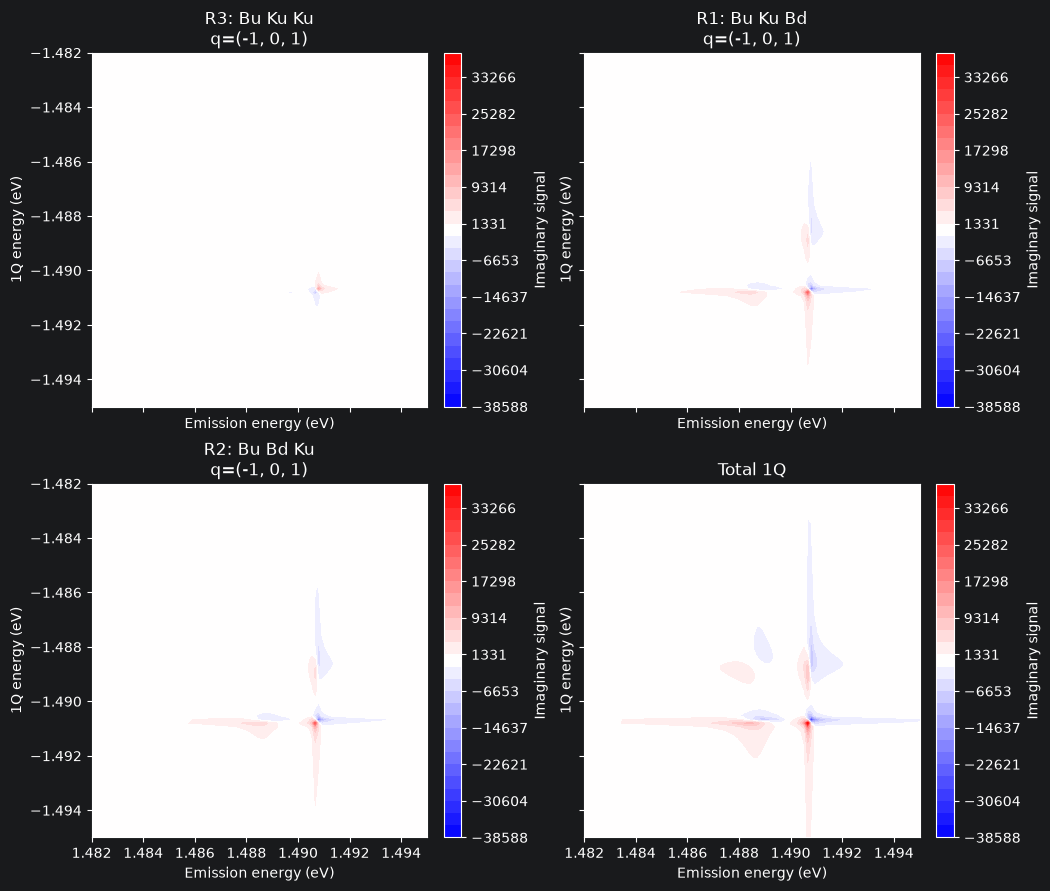 R3: Bu Ku Ku
q=(-1, 0, 1)
−1.482
−1.484
−1.486
−1.488
−1.490
−1.492
−1.494
1Q energy (eV)
Emission energy (eV)
33266
25282
17298
9314
1331
−6653
−14637
−22621
−30604
−38588
Imaginary signal
R1: Bu Ku Bd
q=(-1, 0, 1)
1Q energy (eV)
Emission energy (eV)
33266
25282
17298
9314
1331
−6653
−14637
−22621
−30604
−38588
Imaginary signal
R2: Bu Bd Ku
q=(-1, 0, 1)
−1.482
−1.484
−1.486
−1.488
−1.490
−1.492
−1.494
1Q energy (eV)
1.482 1.484 1.486 1.488 1.490 1.492 1.494
Emission energy (eV)
33266
25282
17298
9314
1331
−6653
−14637
−22621
−30604
−38588
Imaginary signal
Total 1Q
1Q energy (eV)
1.482 1.484 1.486 1.488 1.490 1.492 1.494
Emission energy (eV)
33266
25282
17298
9314
1331
−6653
−14637
−22621
−30604
−38588
Imaginary signal